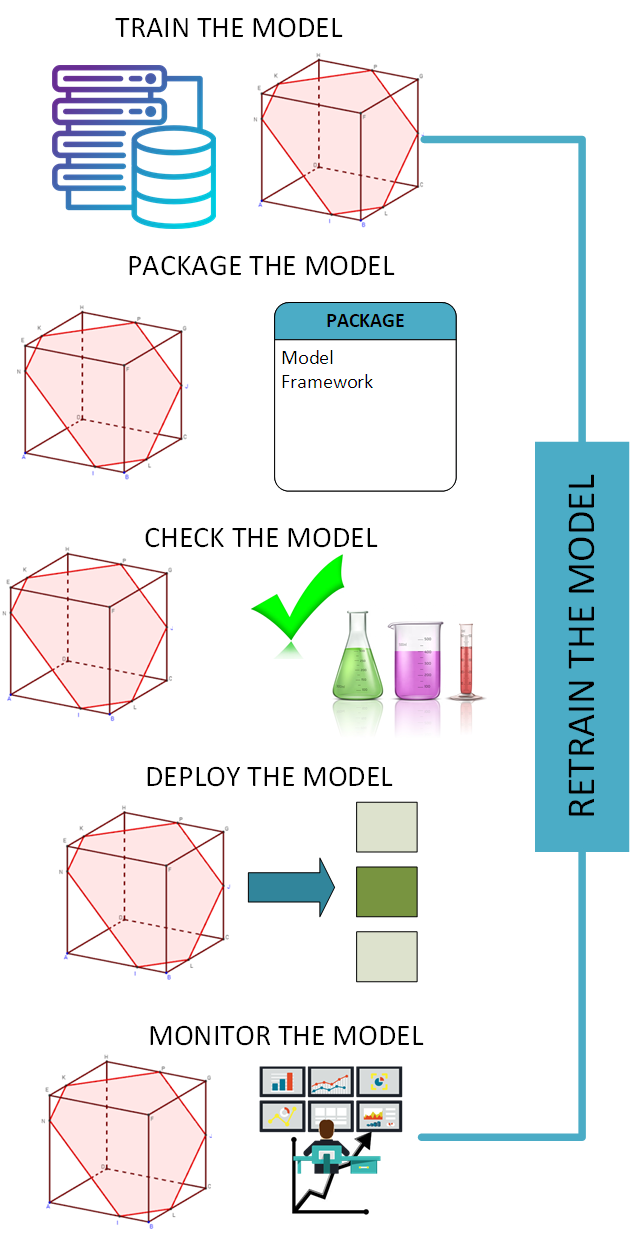 TRAIN THE MODEL
H
P
K
G
E
F
N
D
C
A
L
I
B
PACKAGE THE MODEL
H
P
K
G
E
F
N
J
D
C
A
L
I
B
PACKAGE
Model
Framework
CHECK THE MODEL
H
P
K
G
E
F
N
J
D
C
A
L
I
B
RETRAIN THE MODEL
DEPLOY THE MODEL
H
P
K
G
E
F
N
J
D
C
A
L
I
B
MONITOR THE MODEL
H
P
K
G
E
F
N
J
D
C
A
L
I
B